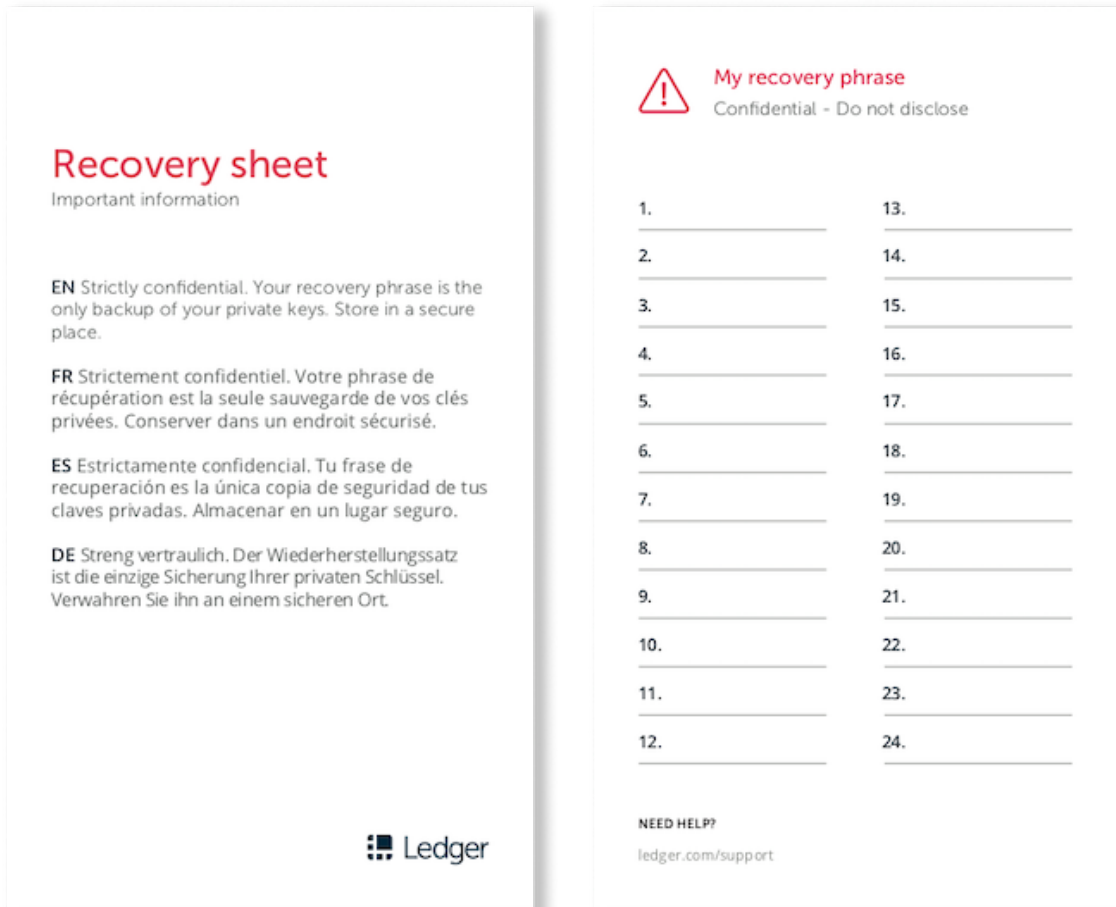 Recovery sheet
Important information
EN Strictly confidential. Your recovery phrase is the
only backup of your private keys. Store in a secure
place.
FR Strictement confidentiel. Votre phrase de
récupération est la seule sauvegarde de vos clés
privées. Conserver dans un endroit sécurisé.
ES Estrictamente confidencial. Tu frase de
recuperación es la única copia de seguridad de tus
claves privadas. Almacenar en un lugar seguro.
DE Streng vertraulich. Der Wiederherstellungssatz
ist die einzige Sicherung Ihrer privaten Schlüssel.
Verwahren Sie ihn an einem sicheren Ort.
Ledger
My recovery phrase
Confidential - Do not disclose
1.
2.
3.
4.
5.
6.
7.
8.
9.
10.
11.
12.
13.
14.
15.
16.
17.
18.
19.
20.
21.
22.
23.
24.
NEED HELP?
ledger.com/support